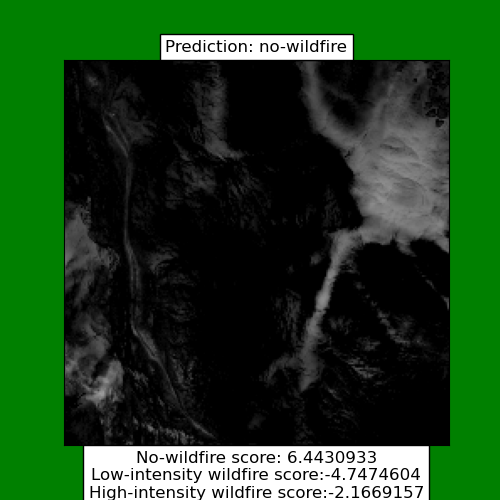 Prediction: no-wildfire
No-wildfire score: 6.4430933
Low-intensity wildfire score:-4.7474604
High-intensity wildfire score:-2.1669157